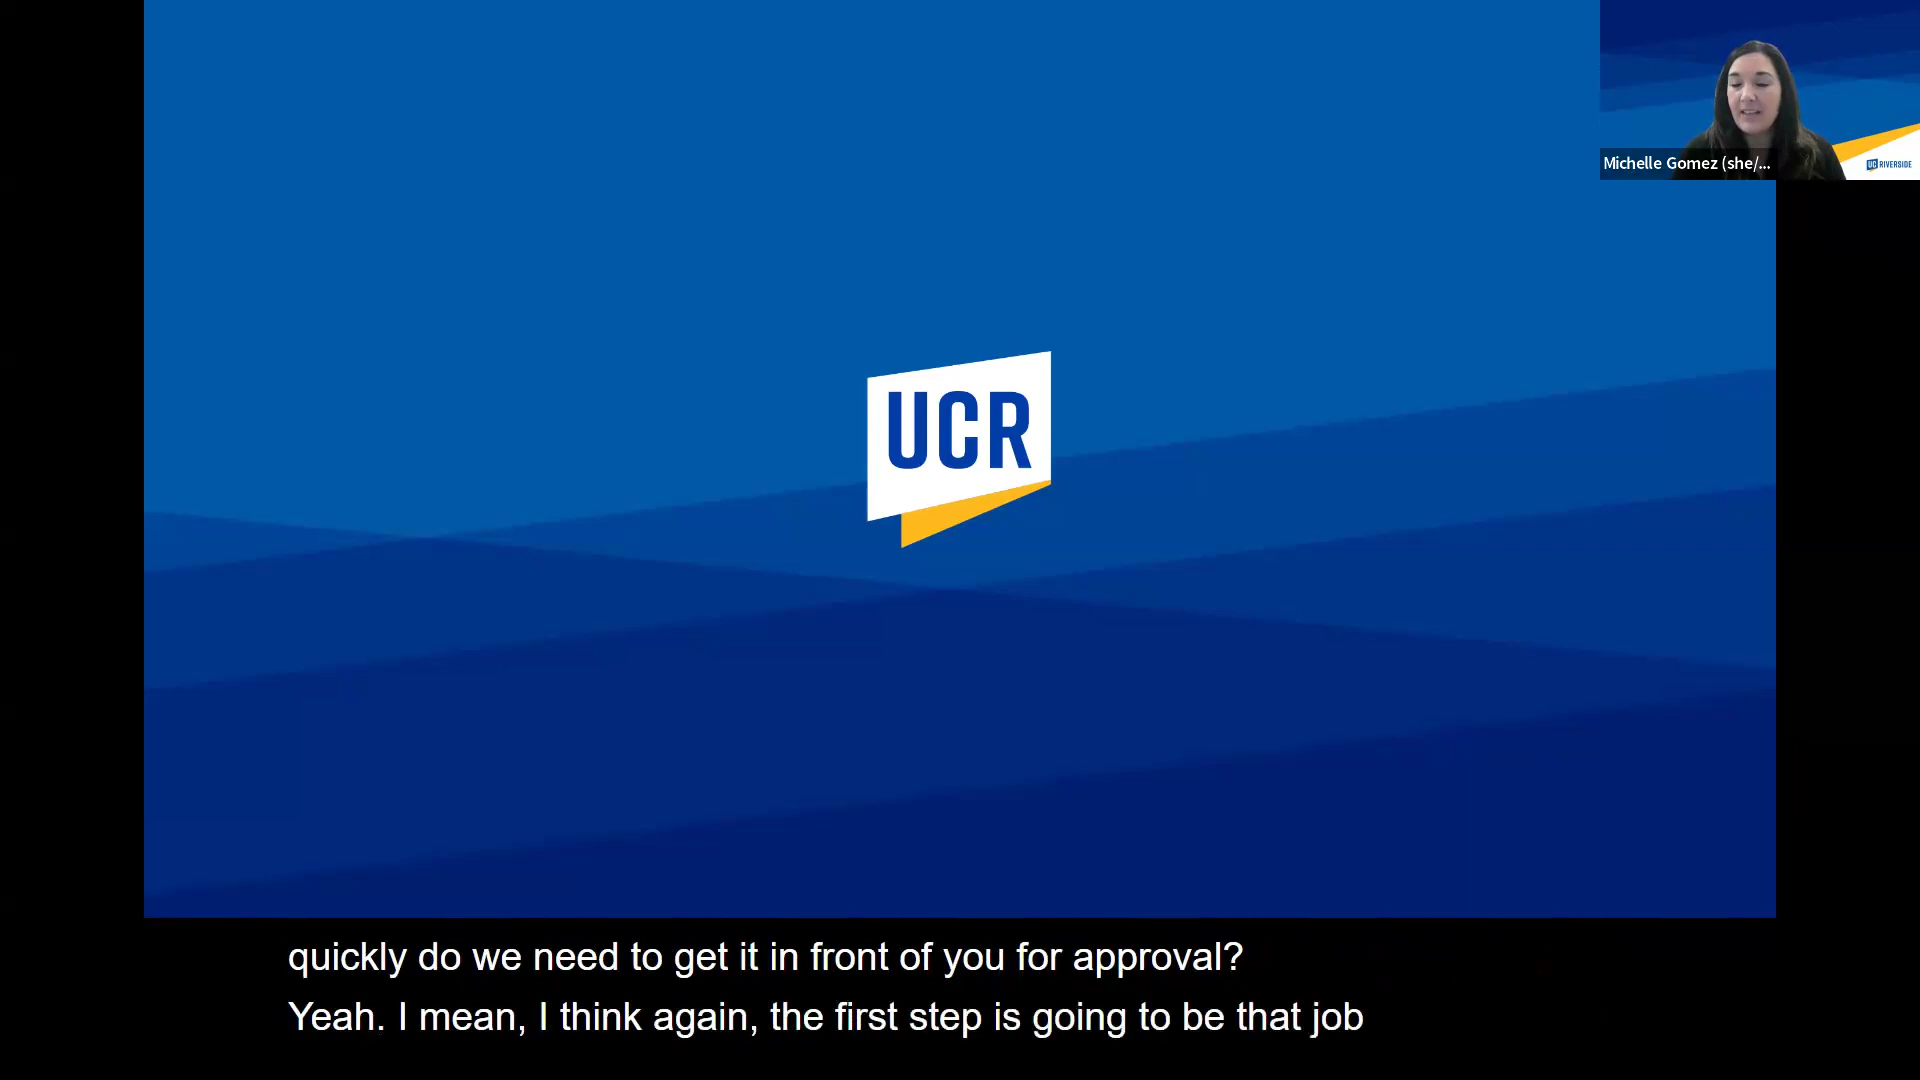 Michelle Gomez (she/...
UC RIVERSIDE
UCR
quickly do we need to get it in front of you for approval?
Yeah. I mean, I think again, the first step is going to be that job